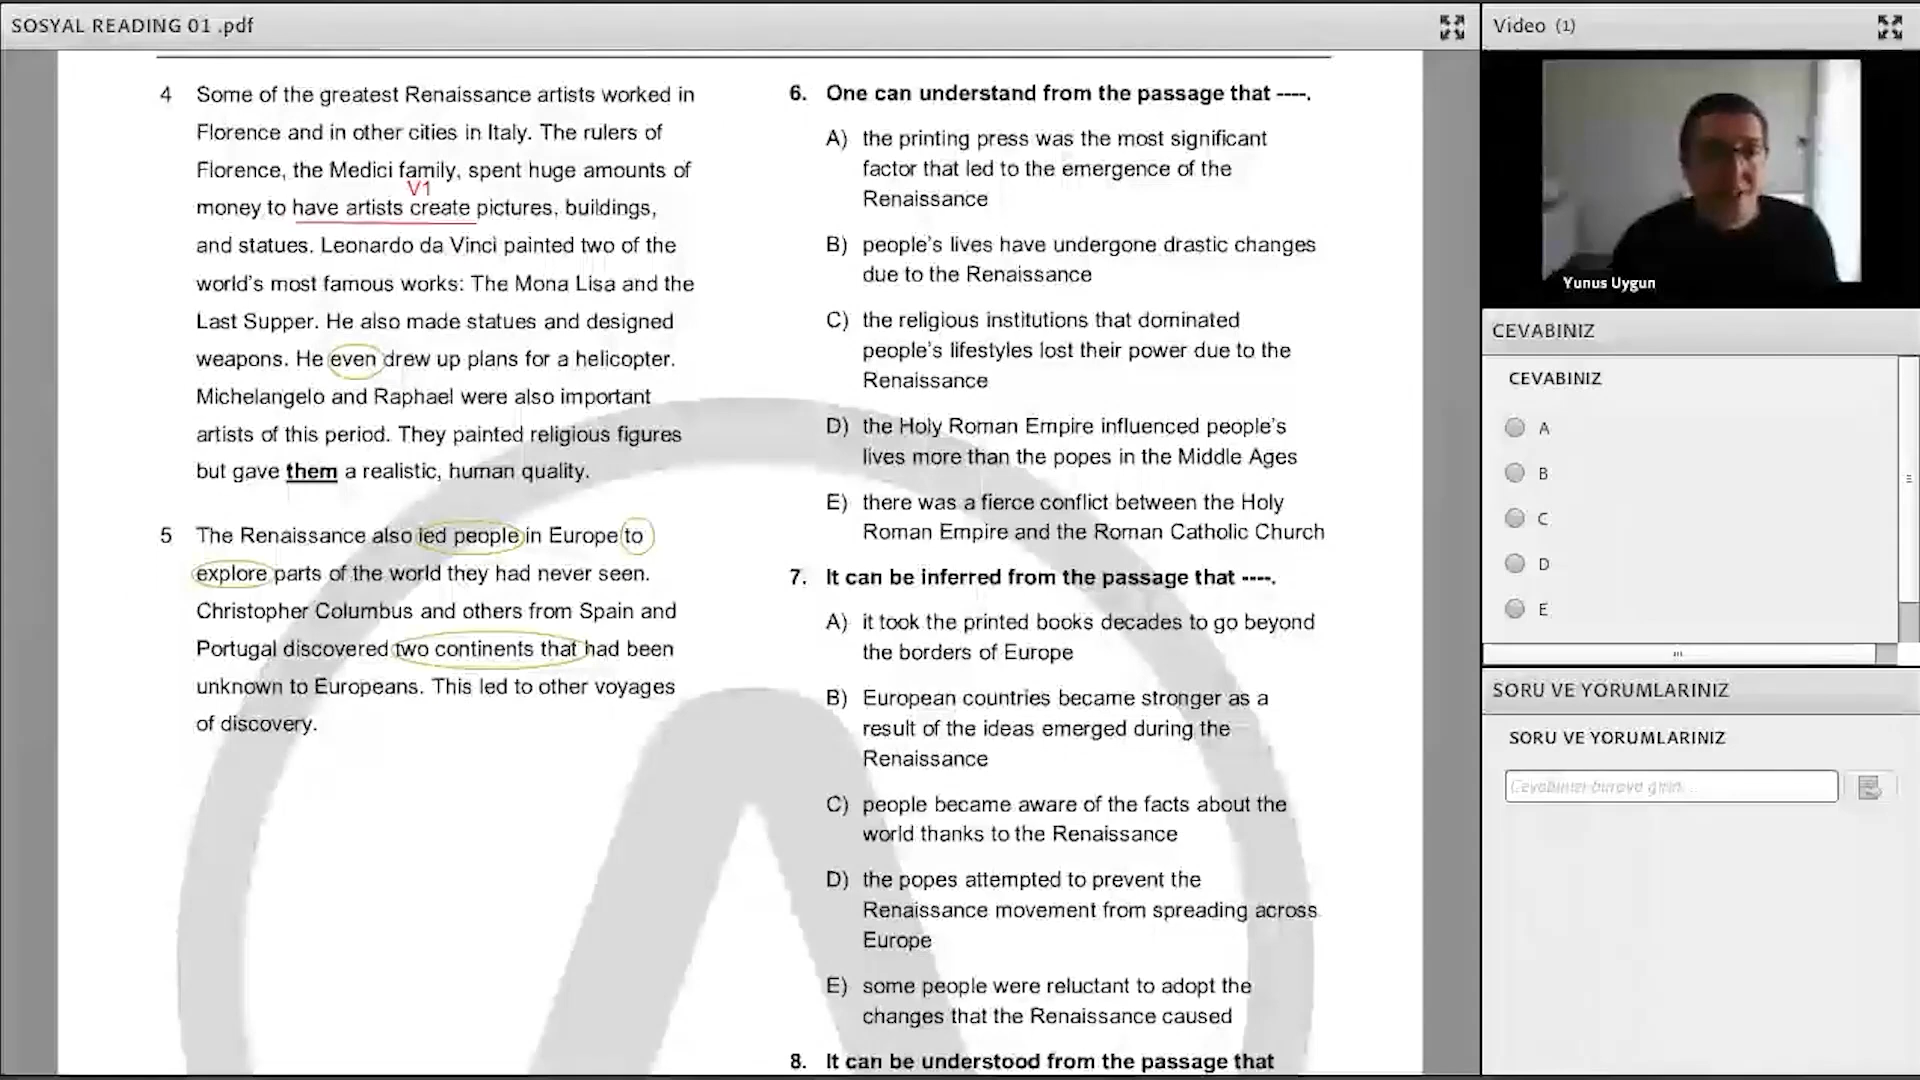 SOSYAL READING 01 .pdf
4 Some of the greatest Renaissance artists worked in
Florence and in other cities in Italy. The rulers of
Florence, the Medici family, spent huge amounts of
V1
money to have artists create pictures, buildings,
and statues. Leonardo da Vinci painted two of the
world's most famous works: The Mona Lisa and the
Last Supper. He also made statues and designed
weapons. He even drew up plans for a helicopter.
Michelangelo and Raphael were also important
artists of this period. They painted religious figures
but gave them a realistic, human quality.
5 The Renaissance also led people in Europe to
explore parts of the world they had never seen.
Christopher Columbus and others from Spain and
Portugal discovered two continents that had been
unknown to Europeans. This led to other voyages
of discovery.
6. One can understand from the passage that ----.
A) the printing press was the most significant
factor that led to the emergence of the
Renaissance
B) people's lives have undergone drastic changes
due to the Renaissance
C) the religious institutions that dominated
people's lifestyles lost their power due to the
Renaissance
D) the Holy Roman Empire influenced people's
lives more than the popes in the Middle Ages
E) there was a fierce conflict between the Holy
Roman Empire and the Roman Catholic Church
7. It can be inferred from the passage that ----.
A) it took the printed books decades to go beyond
the borders of Europe
B) European countries became stronger as a
result of the ideas emerged during the
Renaissance
C) people became aware of the facts about the
world thanks to the Renaissance
D) the popes attempted to prevent the
Renaissance movement from spreading across
Europe
E) some people were reluctant to adopt the
changes that the Renaissance caused
8. It can be understood from the passage that
Video (1)
Yunus Uygun
CEVABINIZ
CEVABINIZ
A
B
C
D
E
SORU VE YORUMLARINIZ
SORU VE YORUMLARINIZ
Cevabınızı buraya girin...